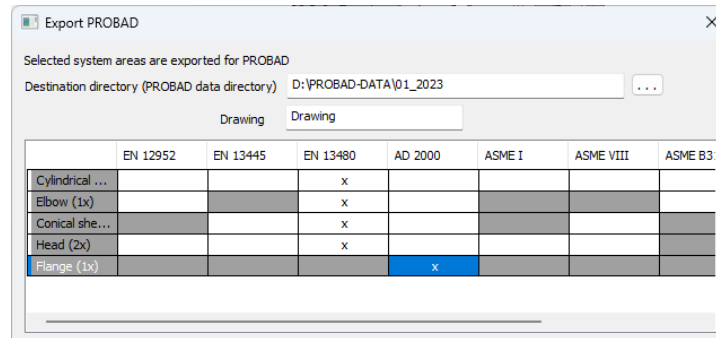 Export PROBAD
Selected system areas are exported for PROBAD
Destination directory (PROBAD data directory) D:\PROBAD-DATA\01_2023 ...
Drawing Drawing
EN 12952 EN 13445 EN 13480 AD 2000 ASME I ASME VIII ASME B31
Cylindrical ... x
Elbow (1x) x
Conical she... x
Head (2x) x
Flange (1x) x